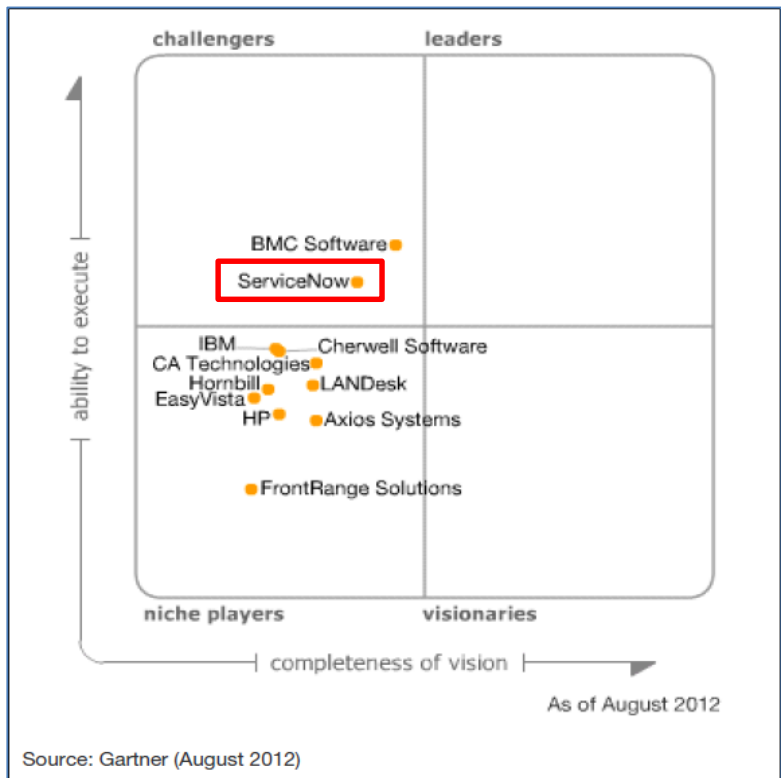 challengers
leaders
ability to execute
BMC Software
ServiceNow
IBM
Cherwell Software
CA Technologies
Hornbill
LANDesk
EasyVista
HP
Axios Systems
FrontRange Solutions
niche players
visionaries
completeness of vision
As of August 2012
Source: Gartner (August 2012)